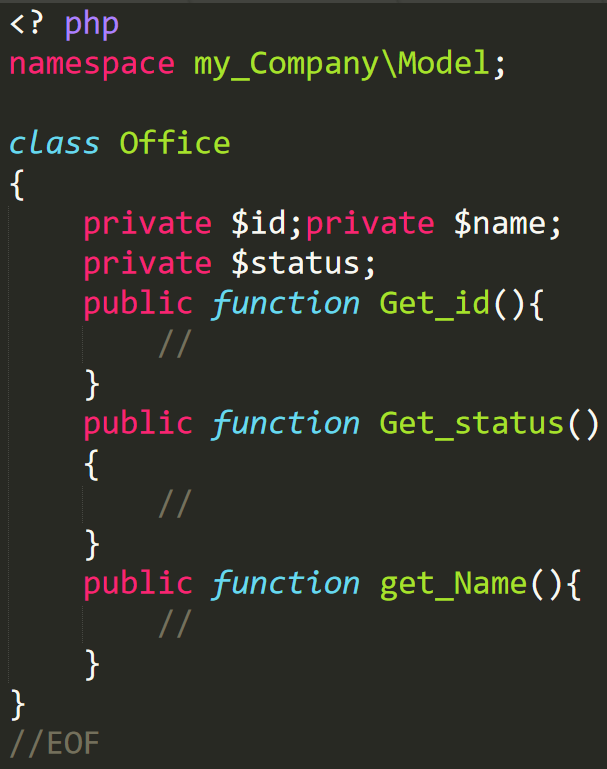 <? php
namespace my_Company\Model;
class Office
{
private $id;private $name;
private $status;
public function Get_id(){
//
}
public function Get_status()
{
//
}
public function get_Name(){
//
}
}
//EOF